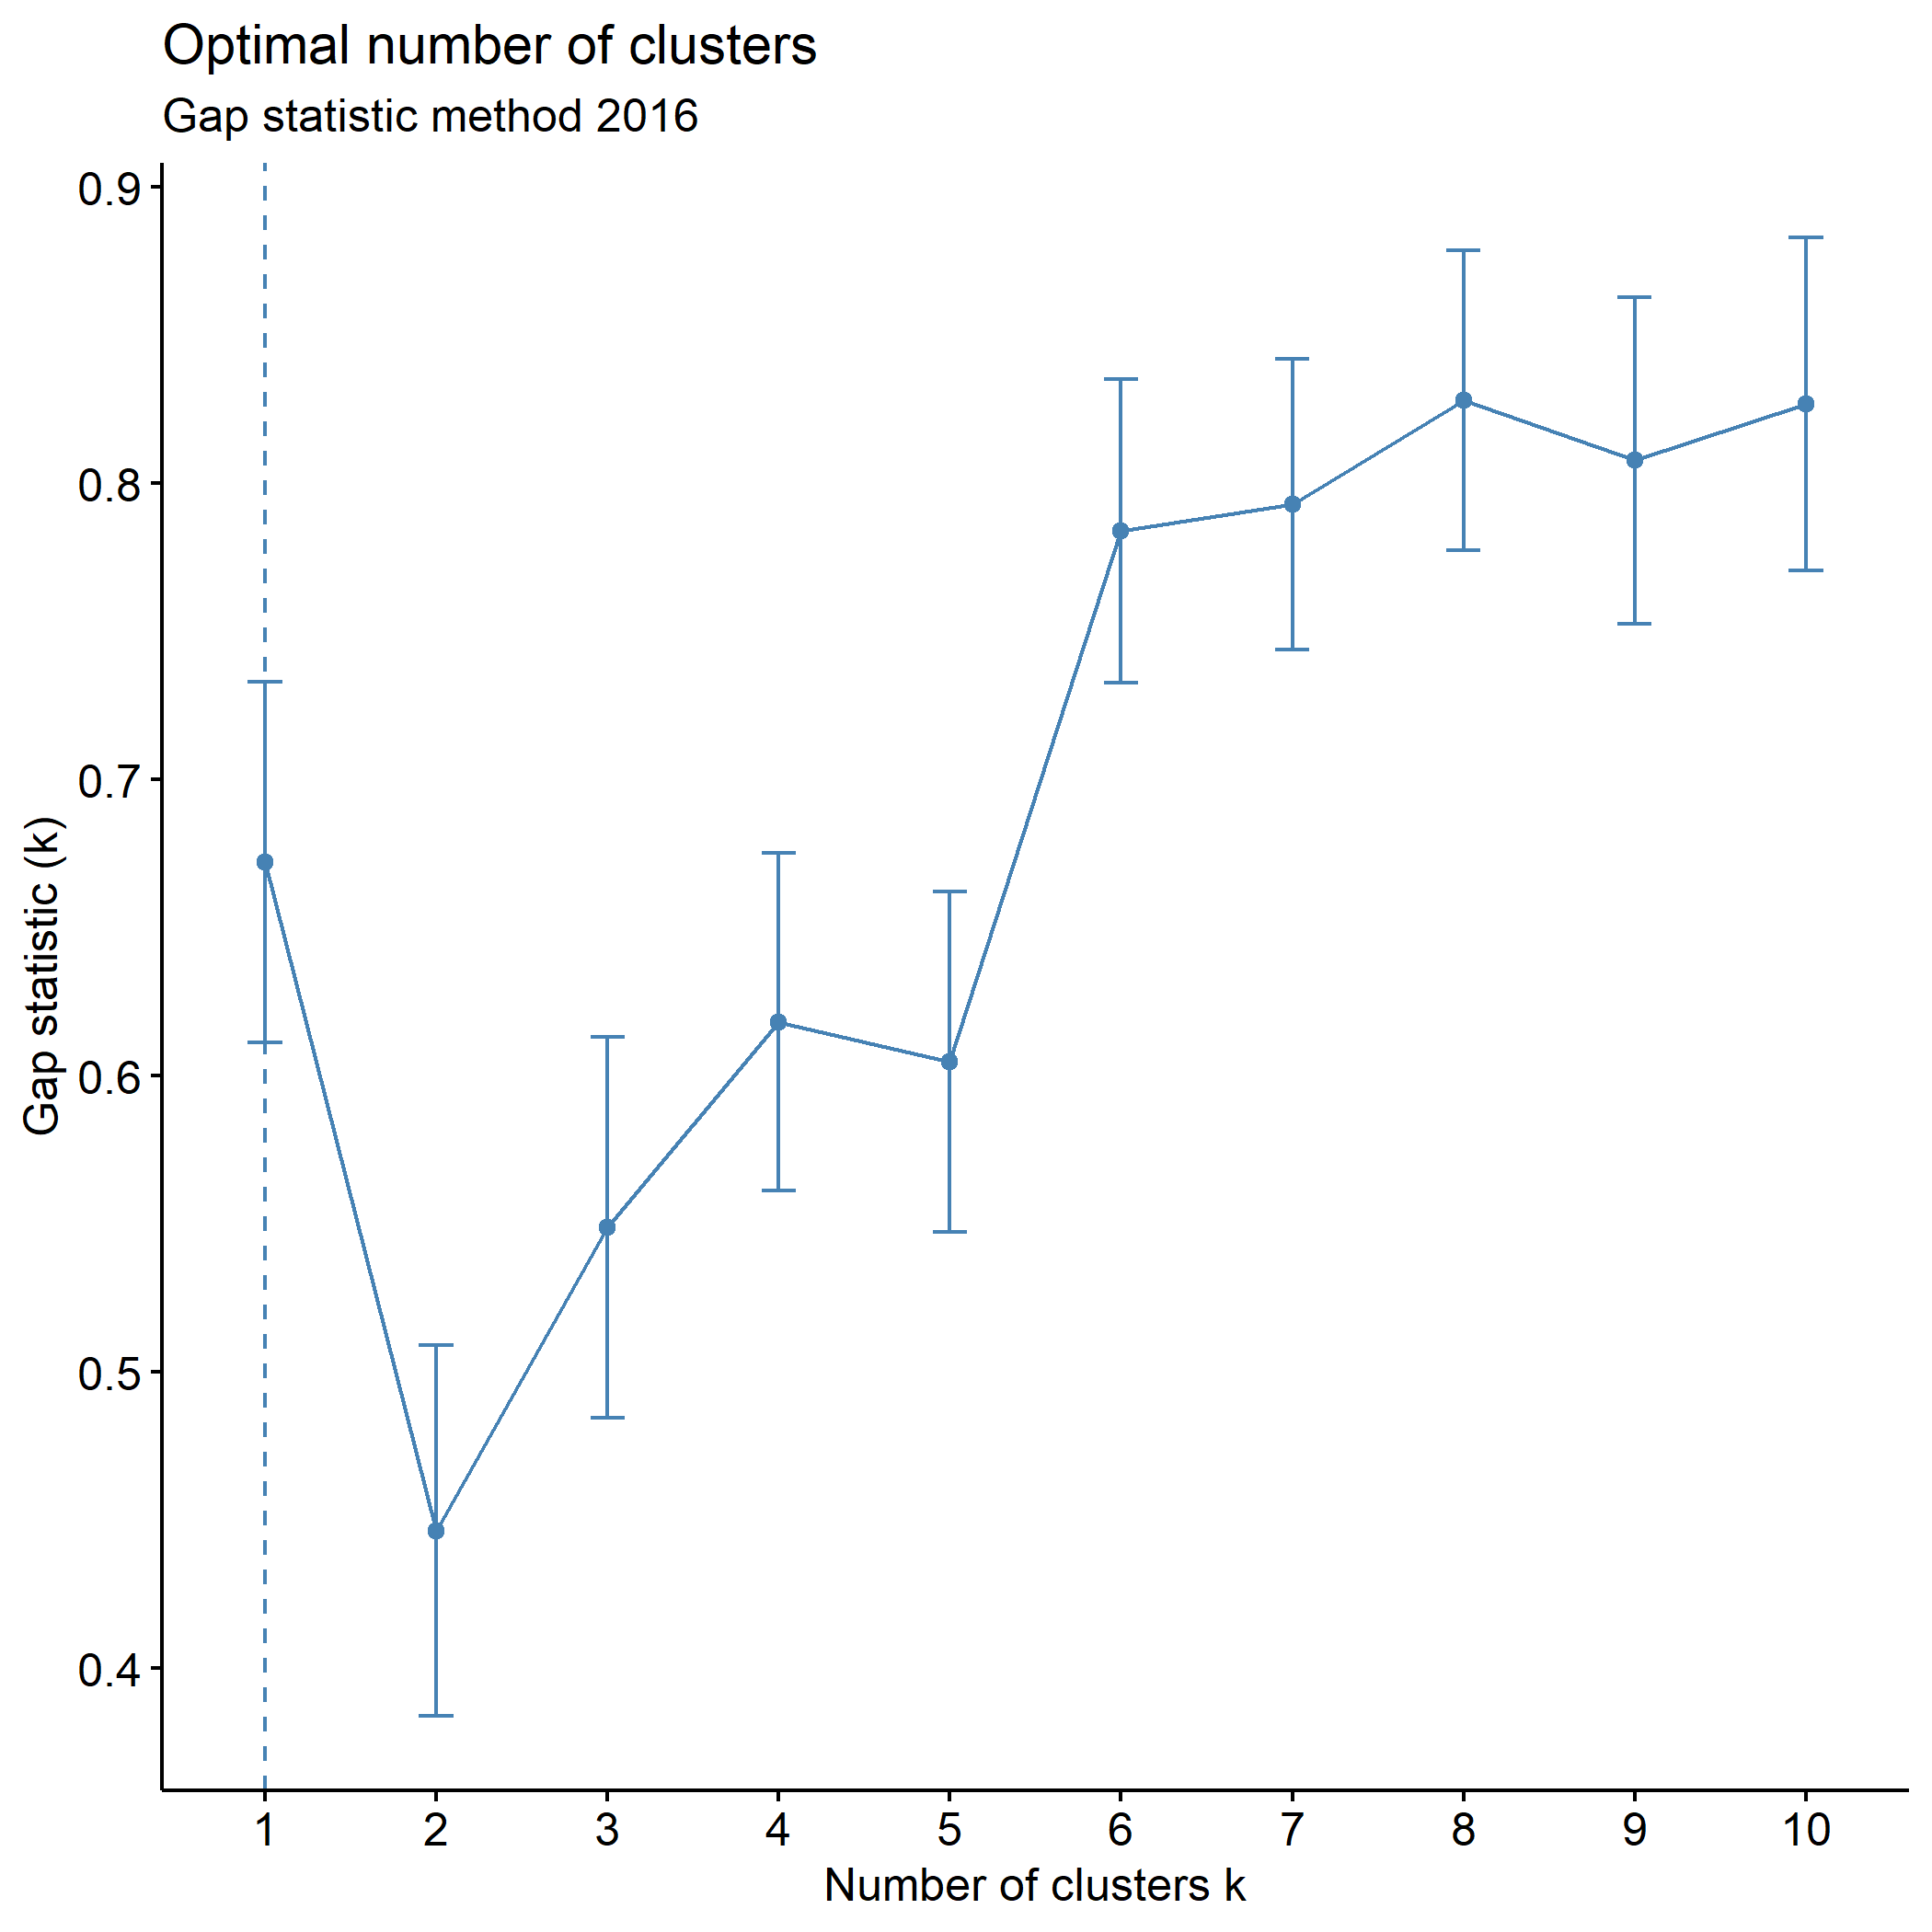 Optimal number of clusters
Gap statistic method 2016
0.9
0.8
0.7
0.6
0.5
0.4
Gap statistic (k)
1 2 3 4 5 6 7 8 9 10
Number of clusters k